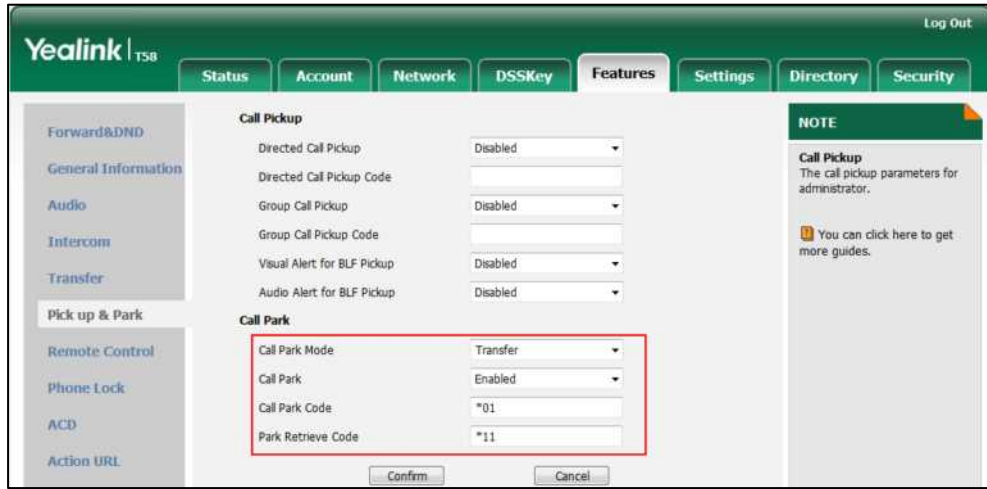 Log Out
Yealink | T58
Status Account Network DSSKey Features Settings Directory Security
Forward&DND
General Information
Audio
Intercom
Transfer
Pick up & Park
Remote Control
Phone Lock
ACD
Action URL
Call Pickup
Directed Call Pickup Disabled
Directed Call Pickup Code
Group Call Pickup Disabled
Group Call Pickup Code
Visual Alert for BLF Pickup Disabled
Audio Alert for BLF Pickup Disabled
Call Park
Call Park Mode Transfer
Call Park Enabled
Call Park Code *01
Park Retrieve Code *11
Confirm Cancel
NOTE
Call Pickup
The call pickup parameters for
administrator.
You can click here to get
more guides.